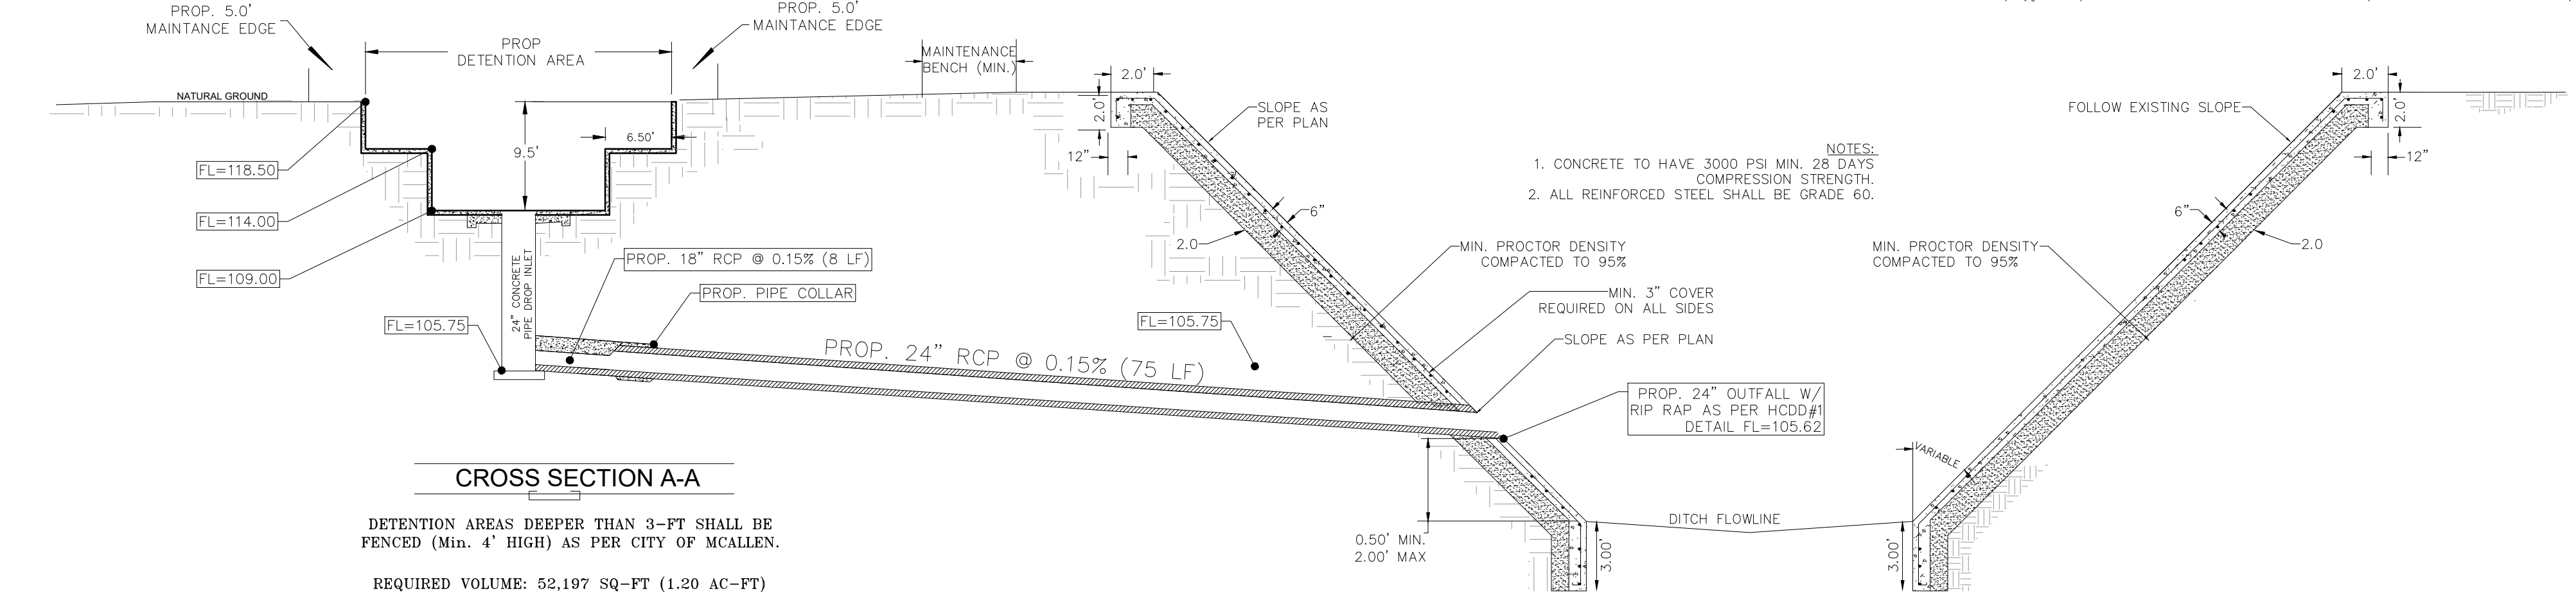 PROP. 5.0'
MAINTANCE EDGE
PROP
DETENTION AREA
PROP. 5.0'
MAINTANCE EDGE
NATURAL GROUND
MAINTENANCE
BENCH (MIN.)
2.0'
2.0'
12"
SLOPE AS
PER PLAN
9.5'
6.50'
FL=118.50
FL=114.00
FL=109.00
FL=105.75
24" CONCRETE
PIPE DROP INLET
PROP. 18" RCP @ 0.15% (8 LF)
PROP. PIPE COLLAR
PROP. 24" RCP @ 0.15% (75 LF)
FL=105.75
6"
2.0
MIN. PROCTOR DENSITY
COMPACTED TO 95%
MIN. 3" COVER
REQUIRED ON ALL SIDES
SLOPE AS PER PLAN
PROP. 24" OUTFALL W/
RIP RAP AS PER HCDD#1
DETAIL FL=105.62
NOTES:
1. CONCRETE TO HAVE 3000 PSI MIN. 28 DAYS
COMPRESSION STRENGTH.
2. ALL REINFORCED STEEL SHALL BE GRADE 60.
FOLLOW EXISTING SLOPE
2.0'
2.0'
12"
6"
2.0
MIN. PROCTOR DENSITY
COMPACTED TO 95%
VARIABLE
DITCH FLOWLINE
0.50' MIN.
2.00' MAX
3.00'
3.00'
CROSS SECTION A-A
DETENTION AREAS DEEPER THAN 3-FT SHALL BE
FENCED (Min. 4' HIGH) AS PER CITY OF MCALLEN.
REQUIRED VOLUME: 52,197 SQ-FT (1.20 AC-FT)